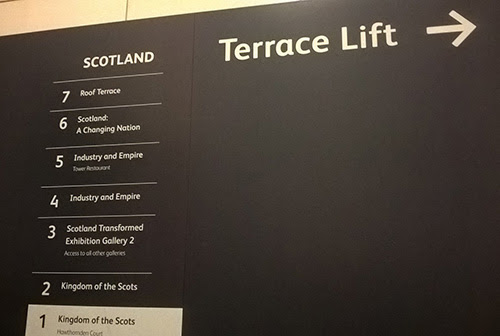 SCOTLAND
7 Roof Terrace
6 Scotland:
A Changing Nation
5 Industry and Empire
Tower Restaurant
4 Industry and Empire
3 Scotland Transformed
Exhibition Gallery 2
Access to all other galleries
2 Kingdom of the Scots
1 Kingdom of the Scots
Hawthornden Court
Terrace Lift →